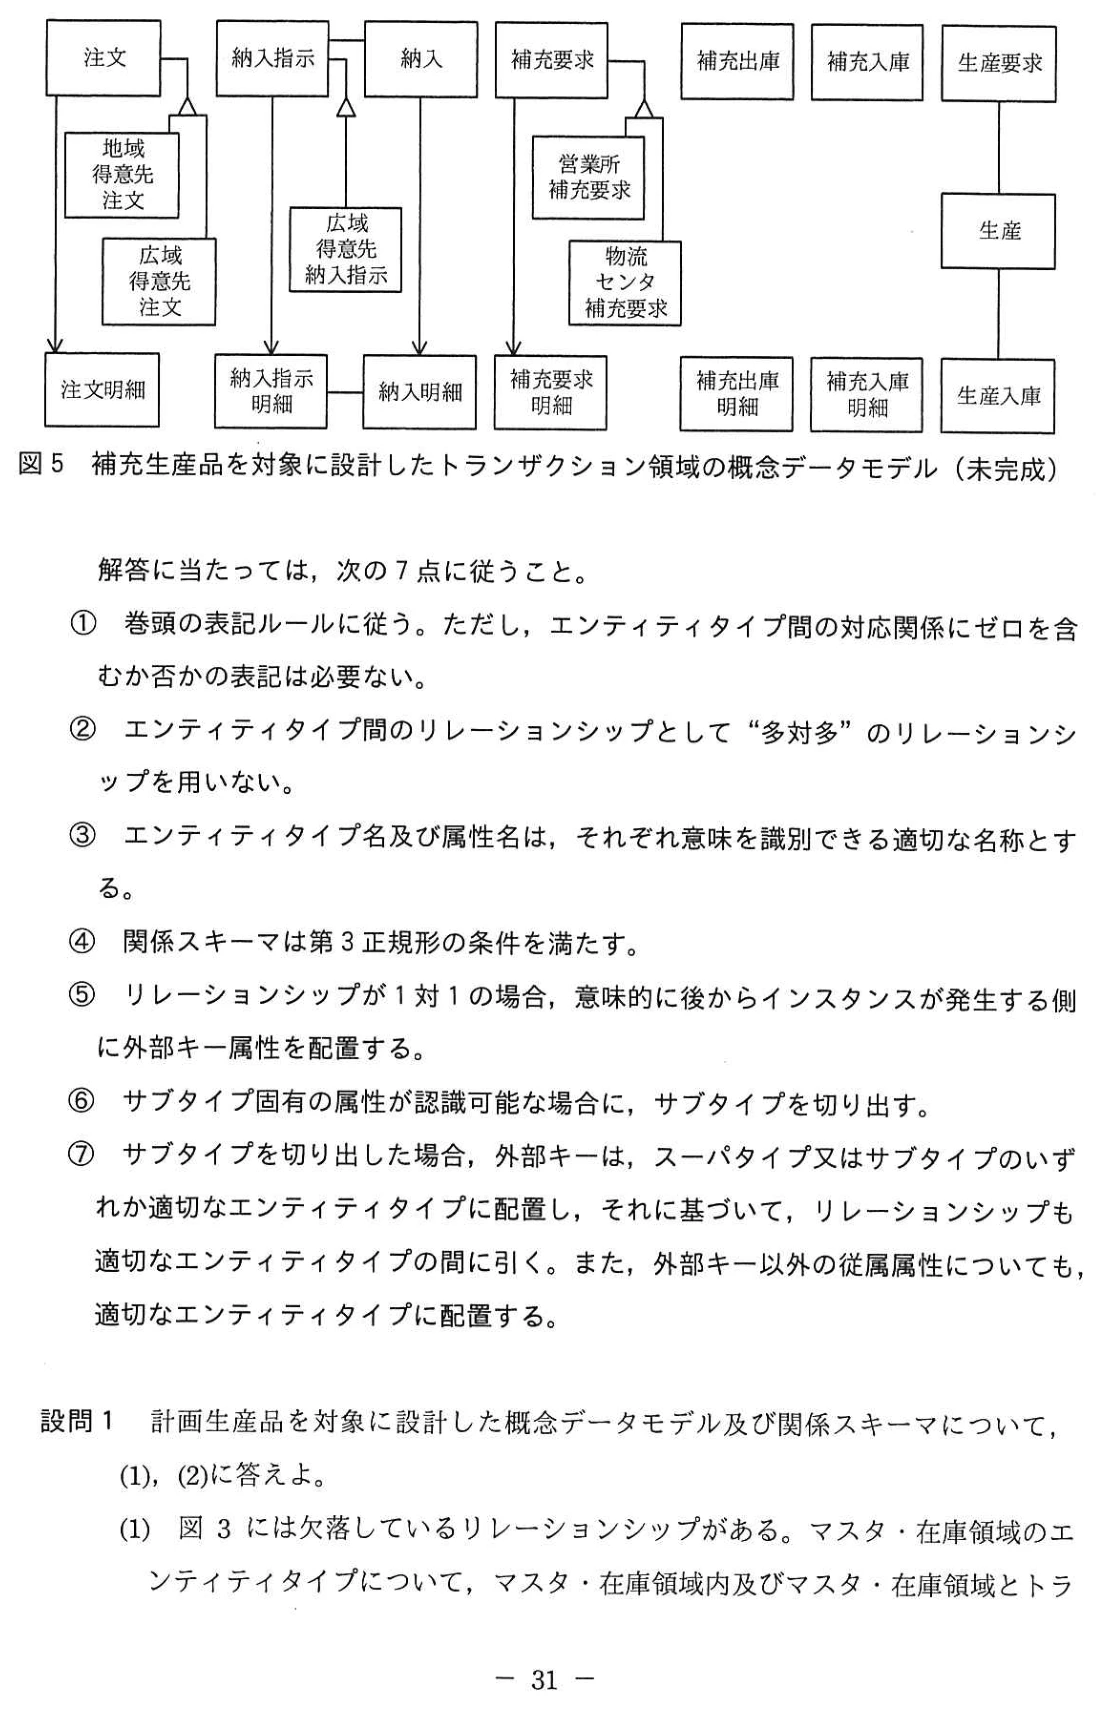 注文
納入指示
納入
補充要求
補充出庫
補充入庫
生産要求
地域
得意先
注文
広域
得意先
注文
広域
得意先
納入指示
営業所
補充要求
物流
センタ
補充要求
生産
注文明細
納入指示
明細
納入明細
補充要求
明細
補充出庫
明細
補充入庫
明細
生産入庫
図5 補充生産品を対象に設計したトランザクション領域の概念データモデル（未完成）
解答に当たっては，次の7点に従うこと。
① 巻頭の表記ルールに従う。ただし，エンティティタイプ間の対応関係にゼロを含
むか否かの表記は必要ない。
② エンティティタイプ間のリレーションシップとして“多対多”のリレーションシ
ップを用いない。
③ エンティティタイプ名及び属性名は，それぞれ意味を識別できる適切な名称とす
る。
④ 関係スキーマは第3正規形の条件を満たす。
⑤ リレーションシップが1対1の場合，意味的に後からインスタンスが発生する側
に外部キー属性を配置する。
⑥ サブタイプ固有の属性が認識可能な場合に，サブタイプを切り出す。
⑦ サブタイプを切り出した場合，外部キーは，スーパタイプ又はサブタイプのいず
れか適切なエンティティタイプに配置し，それに基づいて，リレーションシップも
適切なエンティティタイプの間に引く。また，外部キー以外の従属属性についても，
適切なエンティティタイプに配置する。
設問1 計画生産品を対象に設計した概念データモデル及び関係スキーマについて，
(1)，(2)に答えよ。
(1) 図3には欠落しているリレーションシップがある。マスタ・在庫領域のエ
ンティティタイプについて，マスタ・在庫領域内及びマスタ・在庫領域とトラ
－ 31 －